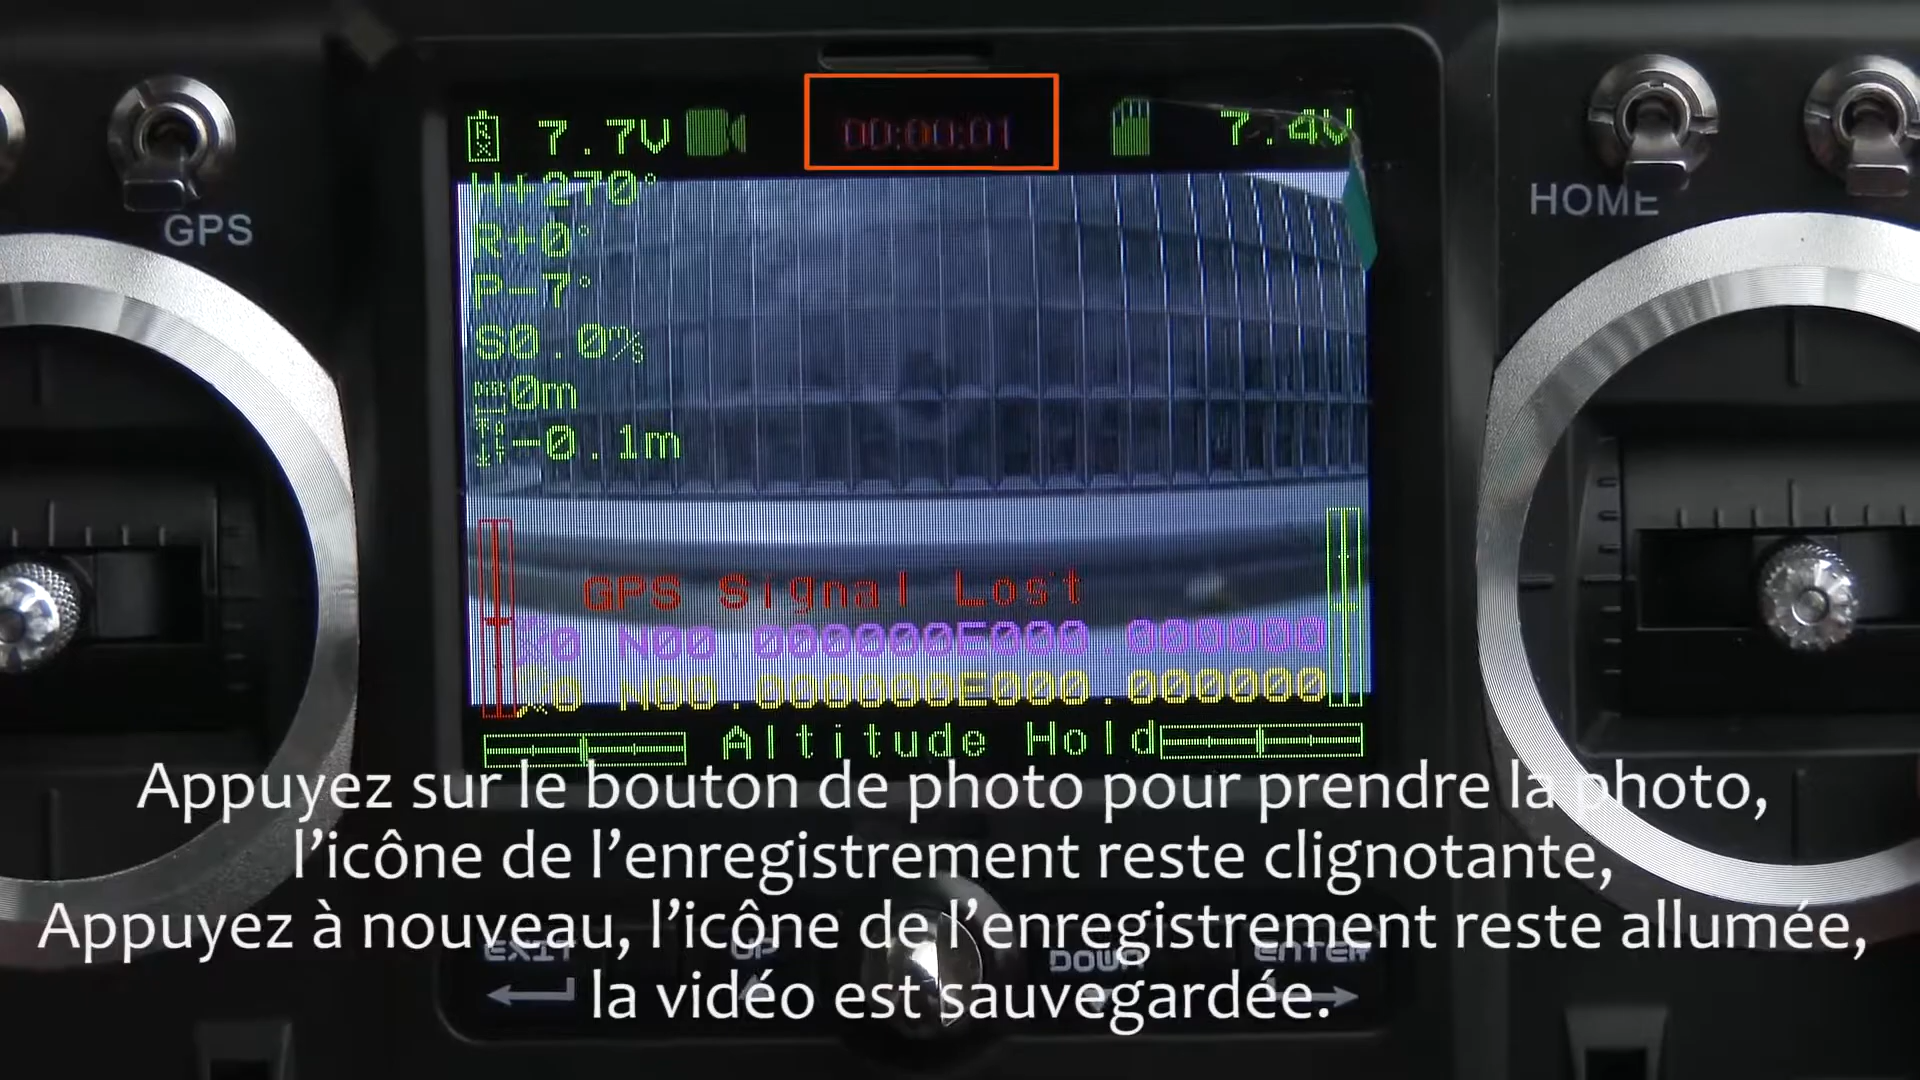 7.7V 00:00:01 7.4V
GPS
HOME
H+270°
R+0°
P-7°
S0.0m/s
0m
-0.1m
GPS Signal Lost
0 N00.000000E000.000000
0 N00.000000E000.000000
Altitude Hold
Appuyez sur le bouton de photo pour prendre la photo,
l’icône de l’enregistrement reste clignotante,
Appuyez à nouveau, l’icône de l’enregistrement reste allumée,
la vidéo est sauvegardée.
EXIT UP DOWN ENTER